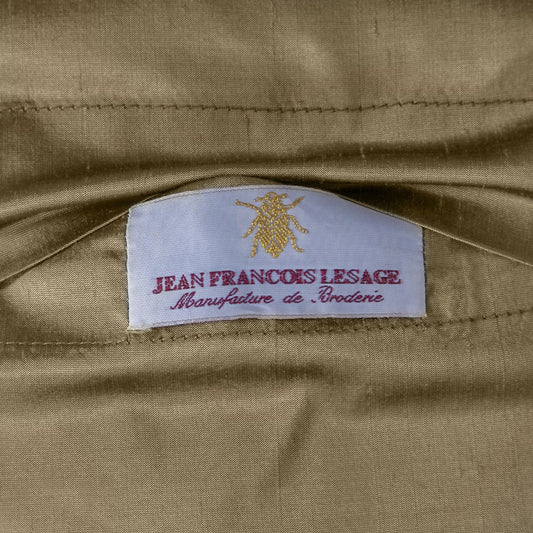 JEAN FRANCOIS LESAGE
Manufacture de Broderie